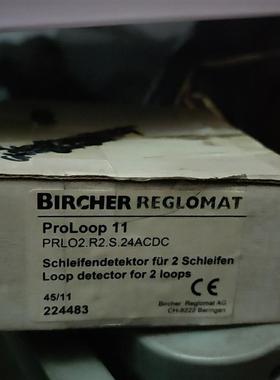 BIRCHER REGLOMAT
ProLoop 11
PRLO2.R2.S.24ACDC
Schleifendetektor für 2 Schleifen
Loop detector for 2 loops
45/11
224483
CE
Bircher Reglomat AG
CH-8222 Beringen